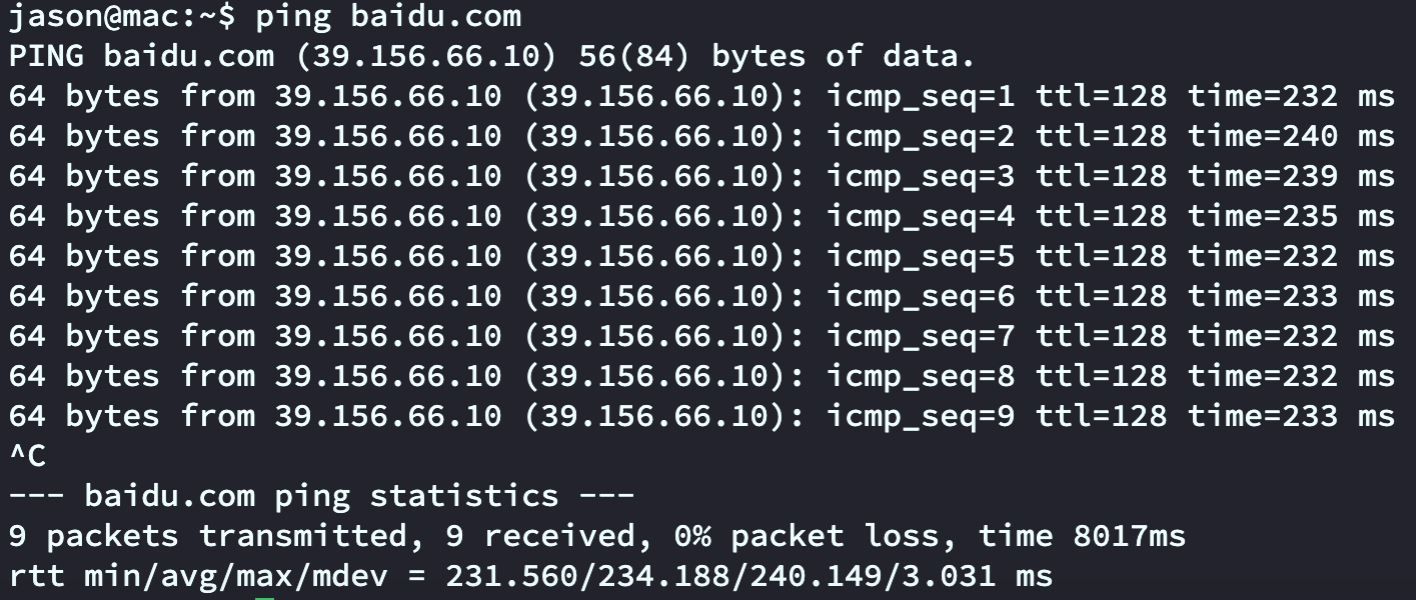 jason@mac:~$ ping baidu.com
PING baidu.com (39.156.66.10) 56(84) bytes of data.
64 bytes from 39.156.66.10 (39.156.66.10): icmp_seq=1 ttl=128 time=232 ms
64 bytes from 39.156.66.10 (39.156.66.10): icmp_seq=2 ttl=128 time=240 ms
64 bytes from 39.156.66.10 (39.156.66.10): icmp_seq=3 ttl=128 time=239 ms
64 bytes from 39.156.66.10 (39.156.66.10): icmp_seq=4 ttl=128 time=235 ms
64 bytes from 39.156.66.10 (39.156.66.10): icmp_seq=5 ttl=128 time=232 ms
64 bytes from 39.156.66.10 (39.156.66.10): icmp_seq=6 ttl=128 time=233 ms
64 bytes from 39.156.66.10 (39.156.66.10): icmp_seq=7 ttl=128 time=232 ms
64 bytes from 39.156.66.10 (39.156.66.10): icmp_seq=8 ttl=128 time=232 ms
64 bytes from 39.156.66.10 (39.156.66.10): icmp_seq=9 ttl=128 time=233 ms
^C
--- baidu.com ping statistics ---
9 packets transmitted, 9 received, 0% packet loss, time 8017ms
rtt min/avg/max/mdev = 231.560/234.188/240.149/3.031 ms